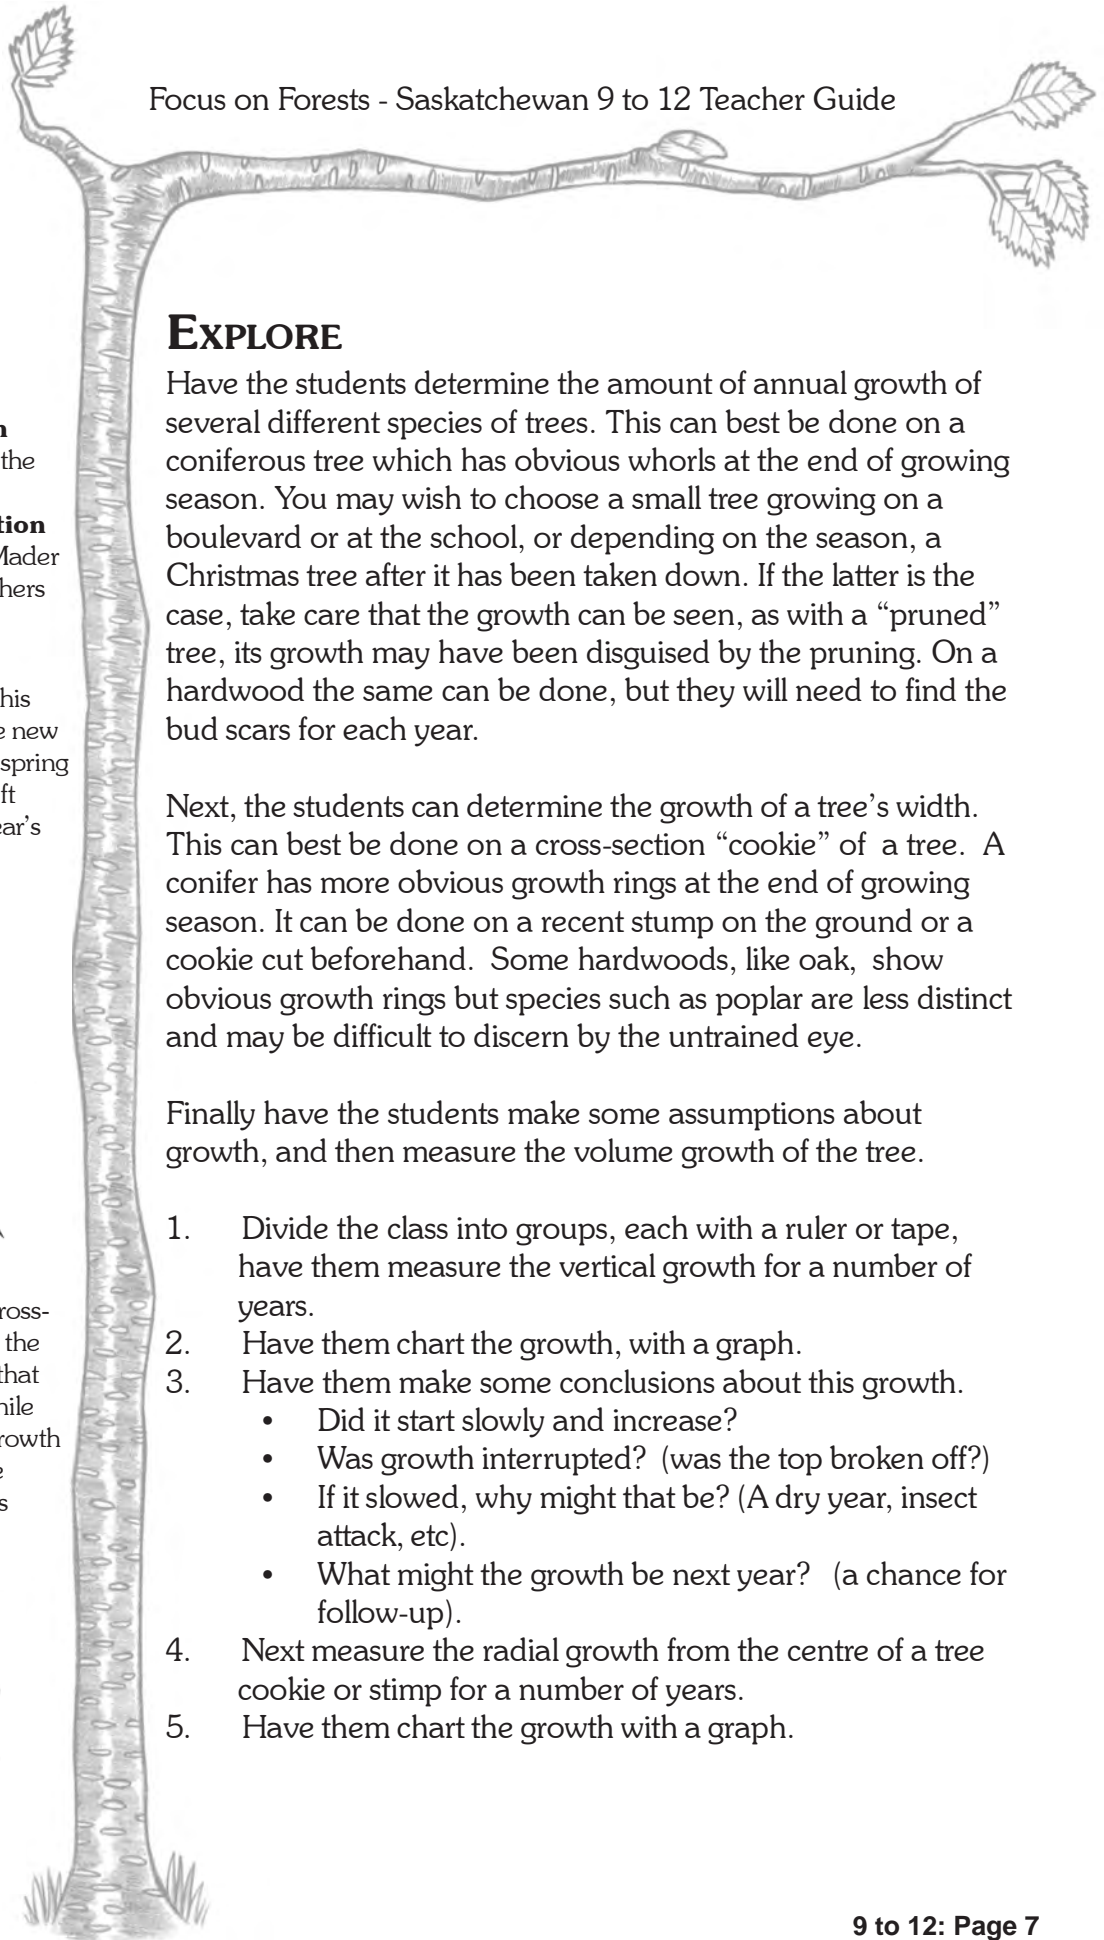 Focus on Forests - Saskatchewan 9 to 12 Teacher Guide
n
the
tion
Mader
hers
his
e new
spring
ft
ear's
ross-
the
that
hile
rowth
e
s
EXPLORE
Have the students determine the amount of annual growth of
several different species of trees. This can best be done on a
coniferous tree which has obvious whorls at the end of growing
season. You may wish to choose a small tree growing on a
boulevard or at the school, or depending on the season, a
Christmas tree after it has been taken down. If the latter is the
case, take care that the growth can be seen, as with a “pruned”
tree, its growth may have been disguised by the pruning. On a
hardwood the same can be done, but they will need to find the
bud scars for each year.
Next, the students can determine the growth of a tree’s width.
This can best be done on a cross-section “cookie” of a tree. A
conifer has more obvious growth rings at the end of growing
season. It can be done on a recent stump on the ground or a
cookie cut beforehand. Some hardwoods, like oak, show
obvious growth rings but species such as poplar are less distinct
and may be difficult to discern by the untrained eye.
Finally have the students make some assumptions about
growth, and then measure the volume growth of the tree.
1. Divide the class into groups, each with a ruler or tape,
have them measure the vertical growth for a number of
years.
2. Have them chart the growth, with a graph.
3. Have them make some conclusions about this growth.
• Did it start slowly and increase?
• Was growth interrupted? (was the top broken off?)
• If it slowed, why might that be? (A dry year, insect
attack, etc).
• What might the growth be next year? (a chance for
follow-up).
4. Next measure the radial growth from the centre of a tree
cookie or stimp for a number of years.
5. Have them chart the growth with a graph.
9 to 12: Page 7